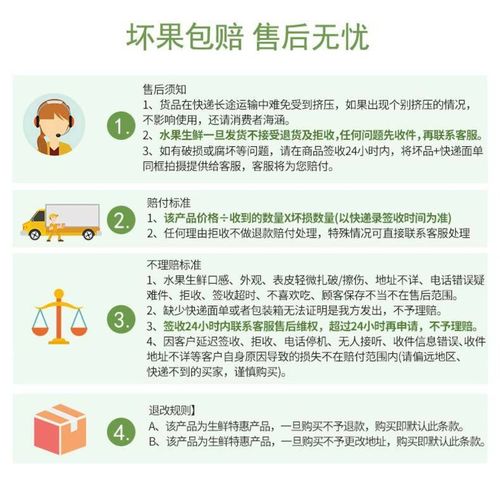 坏果包赔 售后无忧
1.
售后须知
1、货品在快递长途运输中难免受到挤压，如果出现个别挤压的情况，
不影响使用，还请消费者海涵。
2、水果生鲜一旦发货不接受退货及拒收，任何问题先收件，再联系客服。
3、如有破损或腐坏等问题，请在商品签收24小时内，将坏品+快递面单
同框拍摄提供给客服，客服将为您赔付。
2.
赔付标准
1、该产品价格÷收到的数量X坏损数量(以快递录签收时间为准)
2、任何理由拒收不做退款赔付处理，特殊情况可直接联系客服处理
3.
不理赔标准
1、水果生鲜口感、外观、表皮轻微扎破/擦伤、地址不详、电话错误疑
难件、拒收、签收超时、不喜欢吃、顾客保存不当不在售后范围。
2、缺少快递面单或者包装箱无法证明是我方发出，不予理赔。
3、签收24小时内联系客服售后维权，超过24小时再申请，不予理赔。
4、因客户延迟签收、拒收、电话停机、无人接听、收件信息错误、收件
地址不详等客户自身原因导致的损失不在赔付范围内(请偏远地区、
快递不到的买家，谨慎购买)。
4.
退改规则】
A、该产品为生鲜特惠产品，一旦购买不予退款，购买即默认此条款。
B、该产品为生鲜特惠产品，一旦购买不予更改地址，购买即默认此条款。